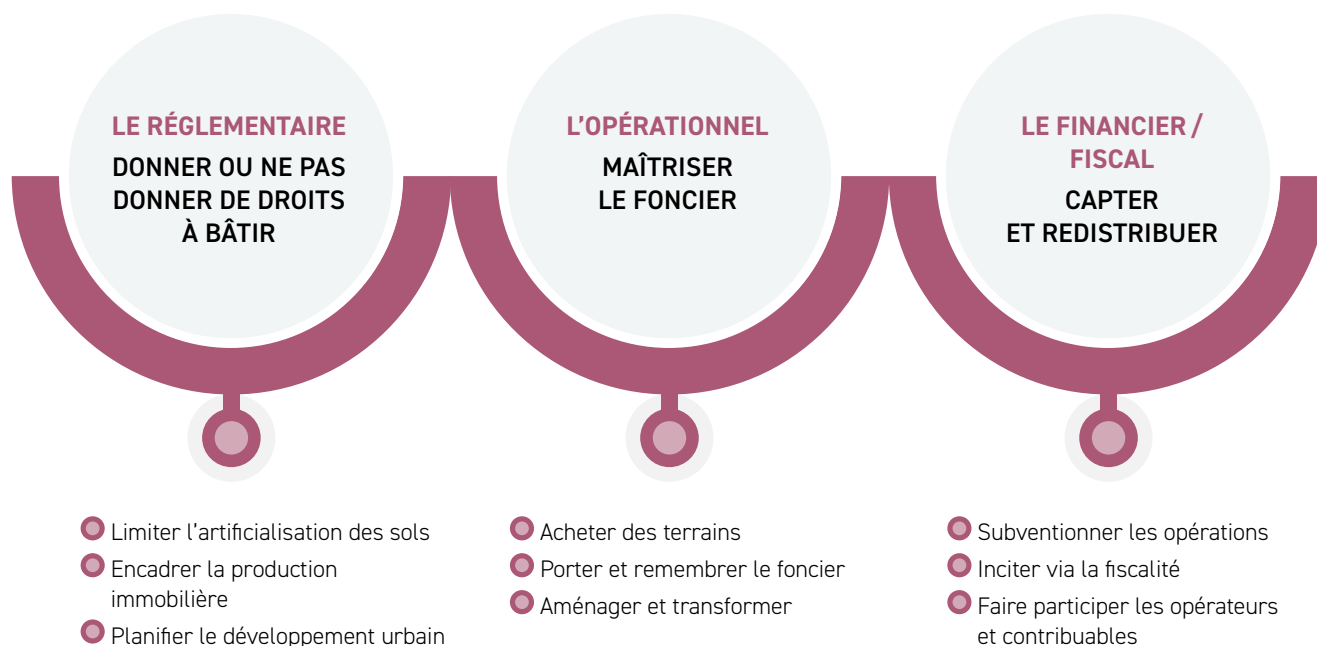 LE RÉGLEMENTAIRE
DONNER OU NE PAS
DONNER DE DROITS
À BÂTIR
L’OPÉRATIONNEL
MAÎTRISER
LE FONCIER
LE FINANCIER /
FISCAL
CAPTER
ET REDISTRIBUER
Limiter l’artificialisation des sols
Encadrer la production
immobilière
Planifier le développement urbain
Acheter des terrains
Porter et remembrer le foncier
Aménager et transformer
Subventionner les opérations
Inciter via la fiscalité
Faire participer les opérateurs
et contribuables